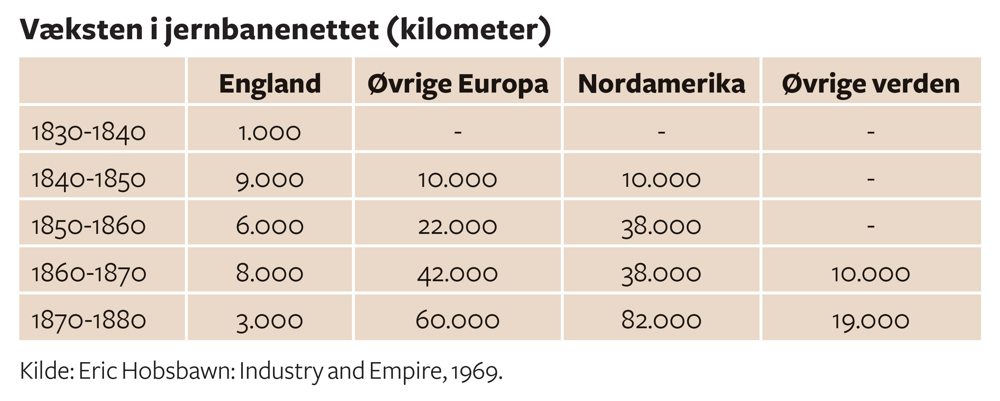 Væksten i jernbanenettet (kilometer)
England Øvrige Europa Nordamerika Øvrige verden
1830-1840 1.000 - - -
1840-1850 9.000 10.000 10.000 -
1850-1860 6.000 22.000 38.000 -
1860-1870 8.000 42.000 38.000 10.000
1870-1880 3.000 60.000 82.000 19.000
Kilde: Eric Hobsbawn: Industry and Empire, 1969.